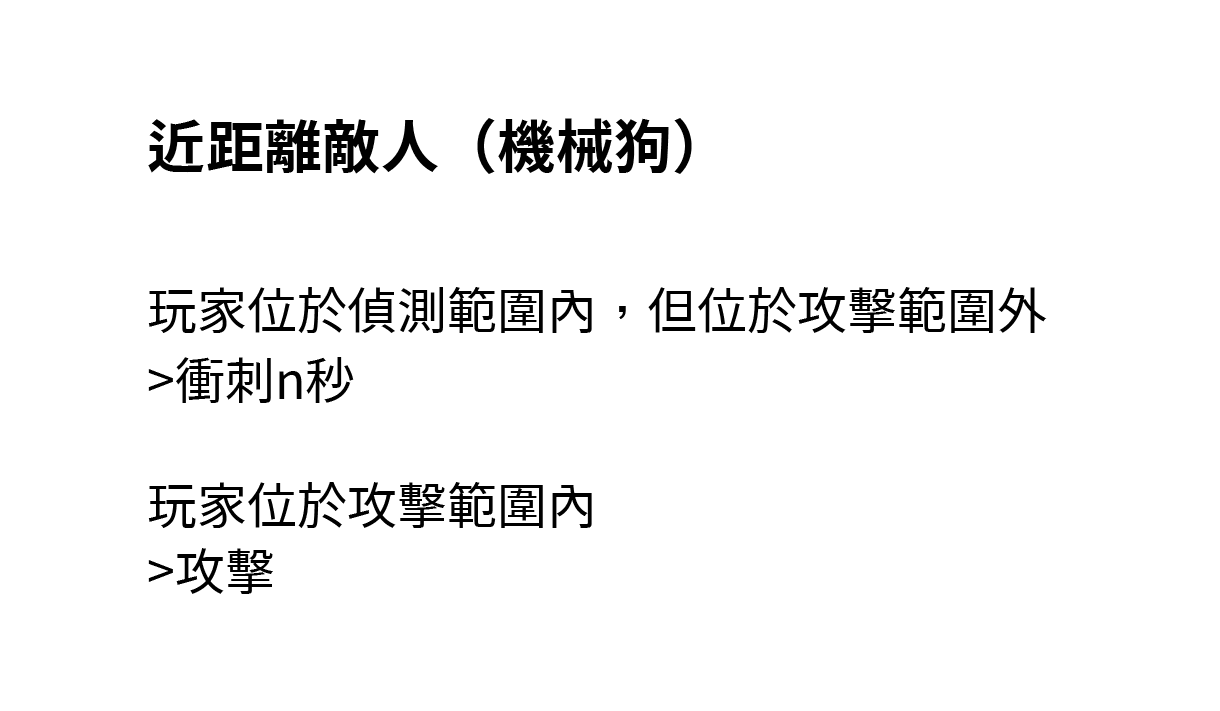 近距離敵人（機械狗）
玩家位於偵測範圍內，但位於攻擊範圍外
>衝刺n秒
玩家位於攻擊範圍內
>攻擊